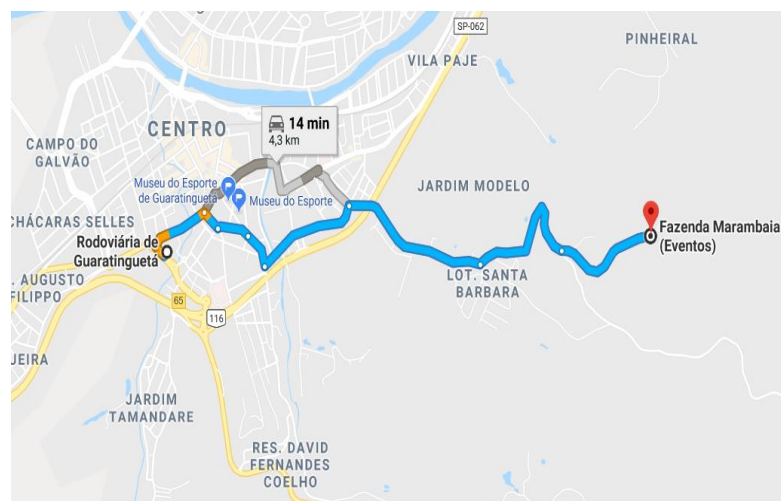 SP-062
PINHEIRAL
VILA PAJE
CENTRO
14 min
4,3 km
CAMPO DO
GALVÃO
Museu do Esporte
de Guaratinguetá
Museu do Esporte
JARDIM MODELO
CHÁCARAS SELLES
Rodoviária de
Guaratinguetá
Fazenda Marambaia
(Eventos)
. AUGUSTO
FILIPPO
LOT. SANTA
BARBARA
65
116
JEIRA
JARDIM
TAMANDARE
RES. DAVID
FERNANDES
COELHO